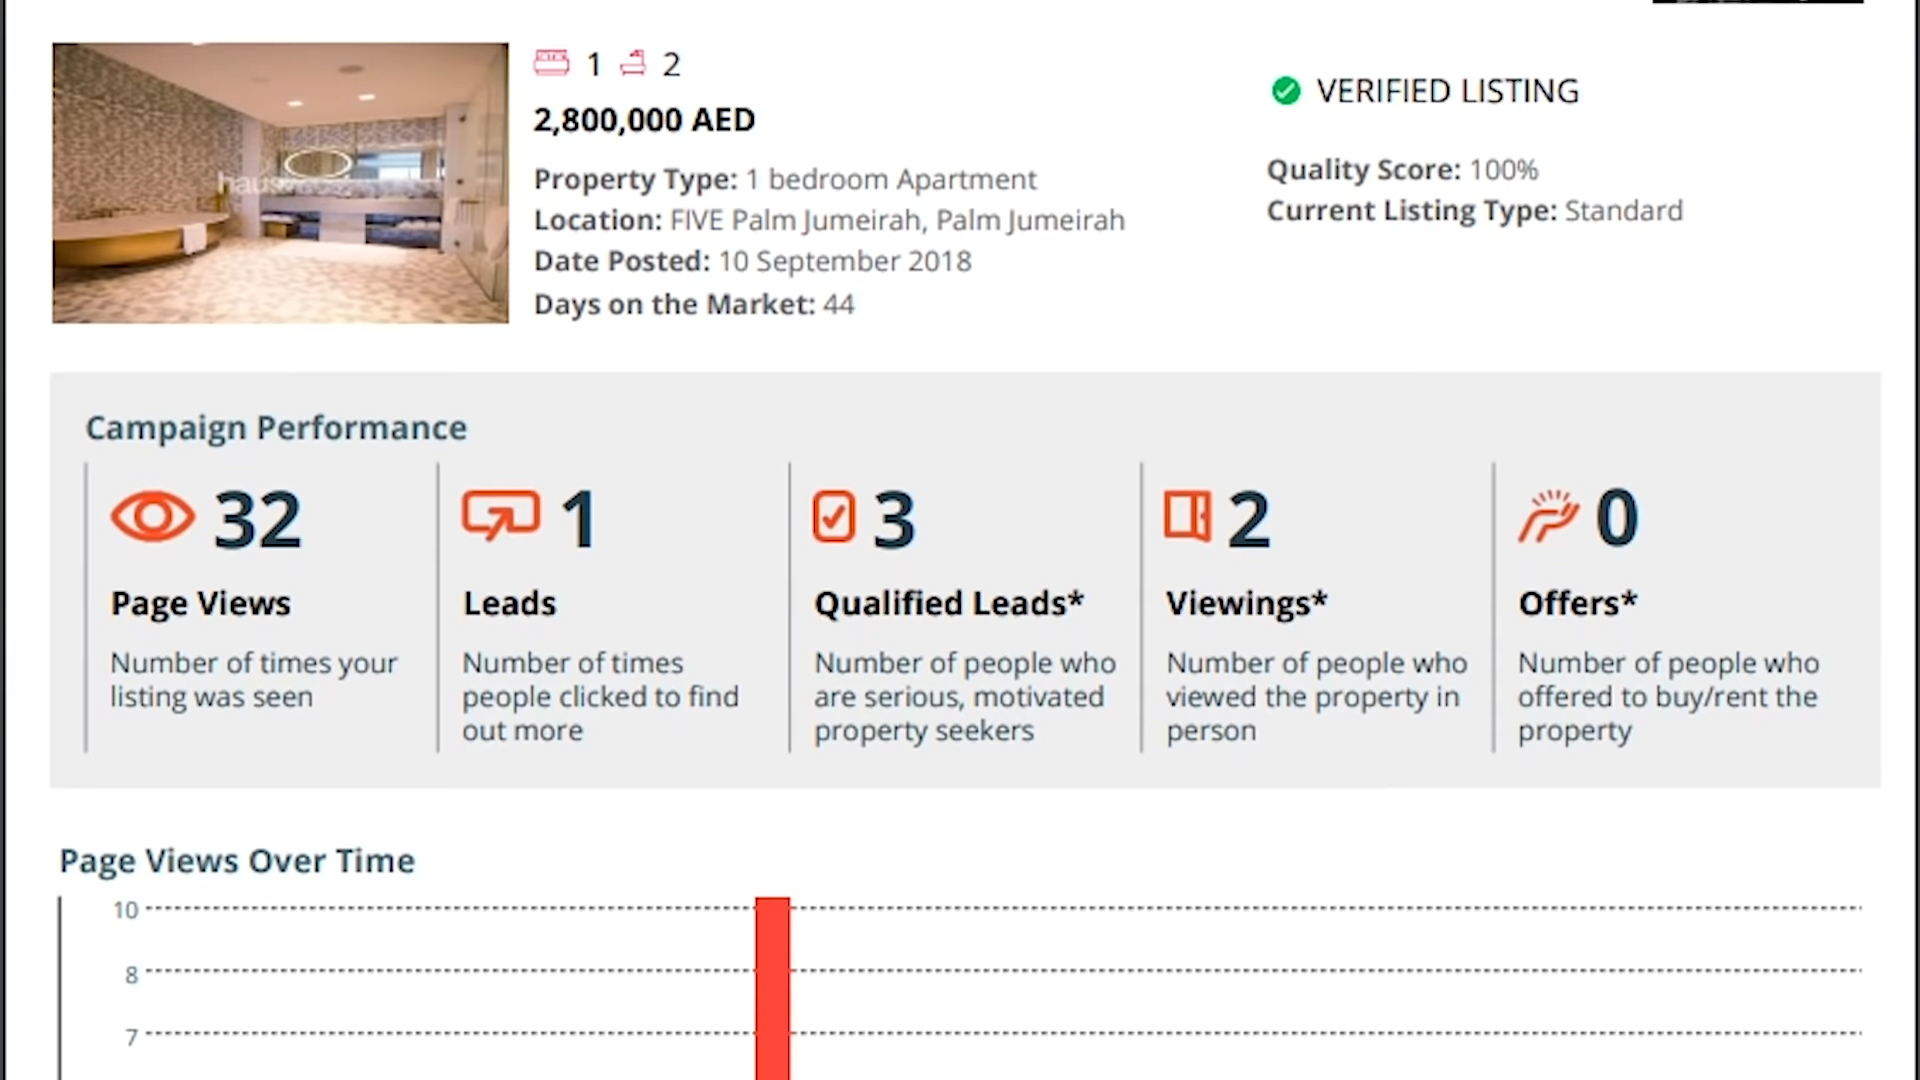 1 2
2,800,000 AED
Property Type: 1 bedroom Apartment
Location: FIVE Palm Jumeirah, Palm Jumeirah
Date Posted: 10 September 2018
Days on the Market: 44
VERIFIED LISTING
Quality Score: 100%
Current Listing Type: Standard
Campaign Performance
32
Page Views
Number of times your
listing was seen
1
Leads
Number of times
people clicked to find
out more
3
Qualified Leads*
Number of people who
are serious, motivated
property seekers
2
Viewings*
Number of people who
viewed the property in
person
0
Offers*
Number of people who
offered to buy/rent the
property
Page Views Over Time
10
8
7